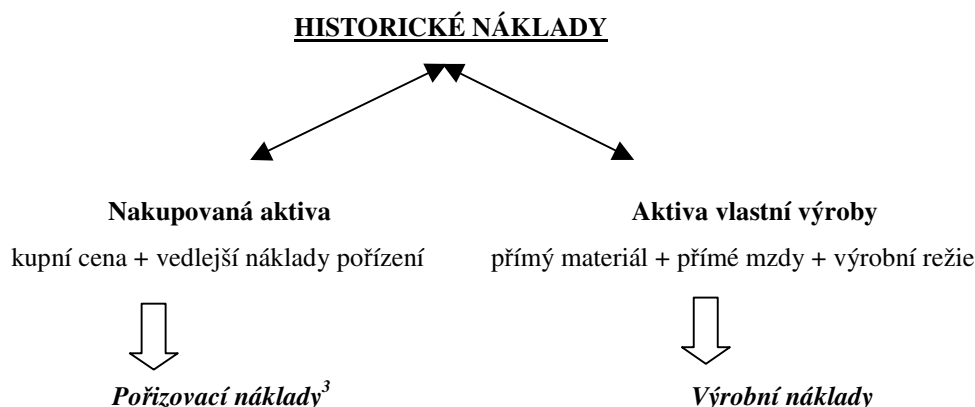 HISTORICKÉ NÁKLADY
Nakupovaná aktiva
kupní cena + vedlejší náklady pořízení
Pořizovací náklady³
Aktiva vlastní výroby
přímý materiál + přímé mzdy + výrobní režie
Výrobní náklady